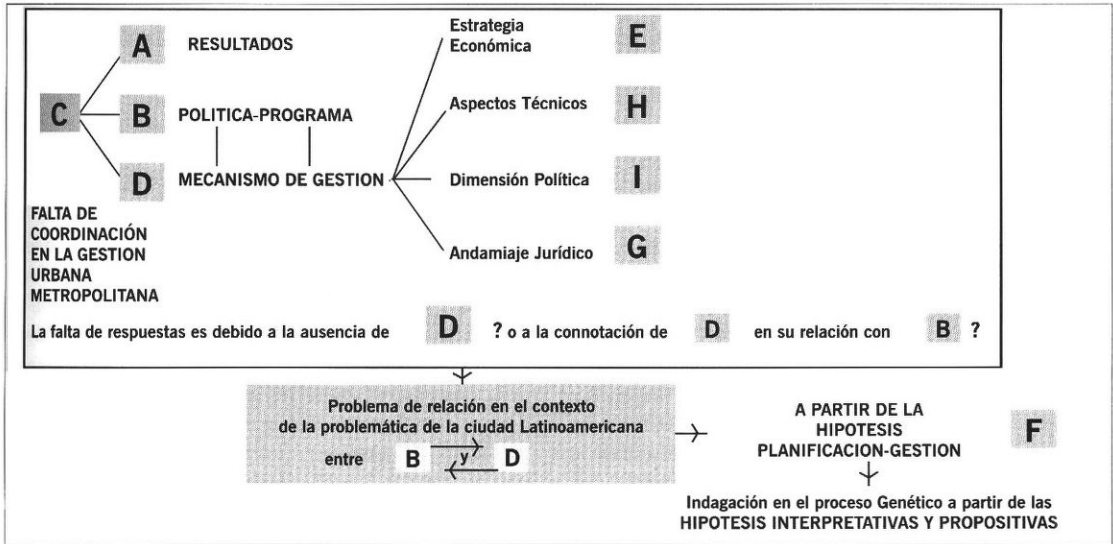 A RESULTADOS
C B POLITICA-PROGRAMA
D MECANISMO DE GESTION
FALTA DE
COORDINACIÓN
EN LA GESTION
URBANA
METROPOLITANA
Estrategia
Económica E
Aspectos Técnicos H
Dimensión Política I
Andamiaje Jurídico G
La falta de respuestas es debido a la ausencia de D ? o a la connotación de D en su relación con B ?
Problema de relación en el contexto
de la problemática de la ciudad Latinoamericana
entre B y D
A PARTIR DE LA
HIPOTESIS
PLANIFICACION-GESTION
F
Indagación en el proceso Genético a partir de las
HIPOTESIS INTERPRETATIVAS Y PROPOSITIVAS